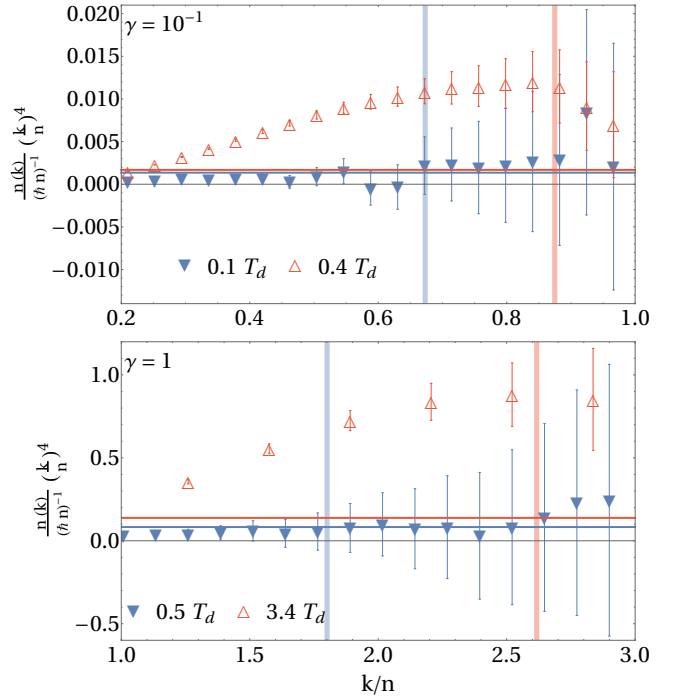 0.020
γ = 10⁻¹
0.015
0.010
0.005
0.000
−0.005
−0.010
n(k)/(ħ n)⁻¹ (k/n)⁴
▼ 0.1 T_d △ 0.4 T_d
0.2 0.4 0.6 0.8 1.0
γ = 1
1.0
0.5
0.0
−0.5
n(k)/(ħ n)⁻¹ (k/n)⁴
▼ 0.5 T_d △ 3.4 T_d
1.0 1.5 2.0 2.5 3.0
k/n